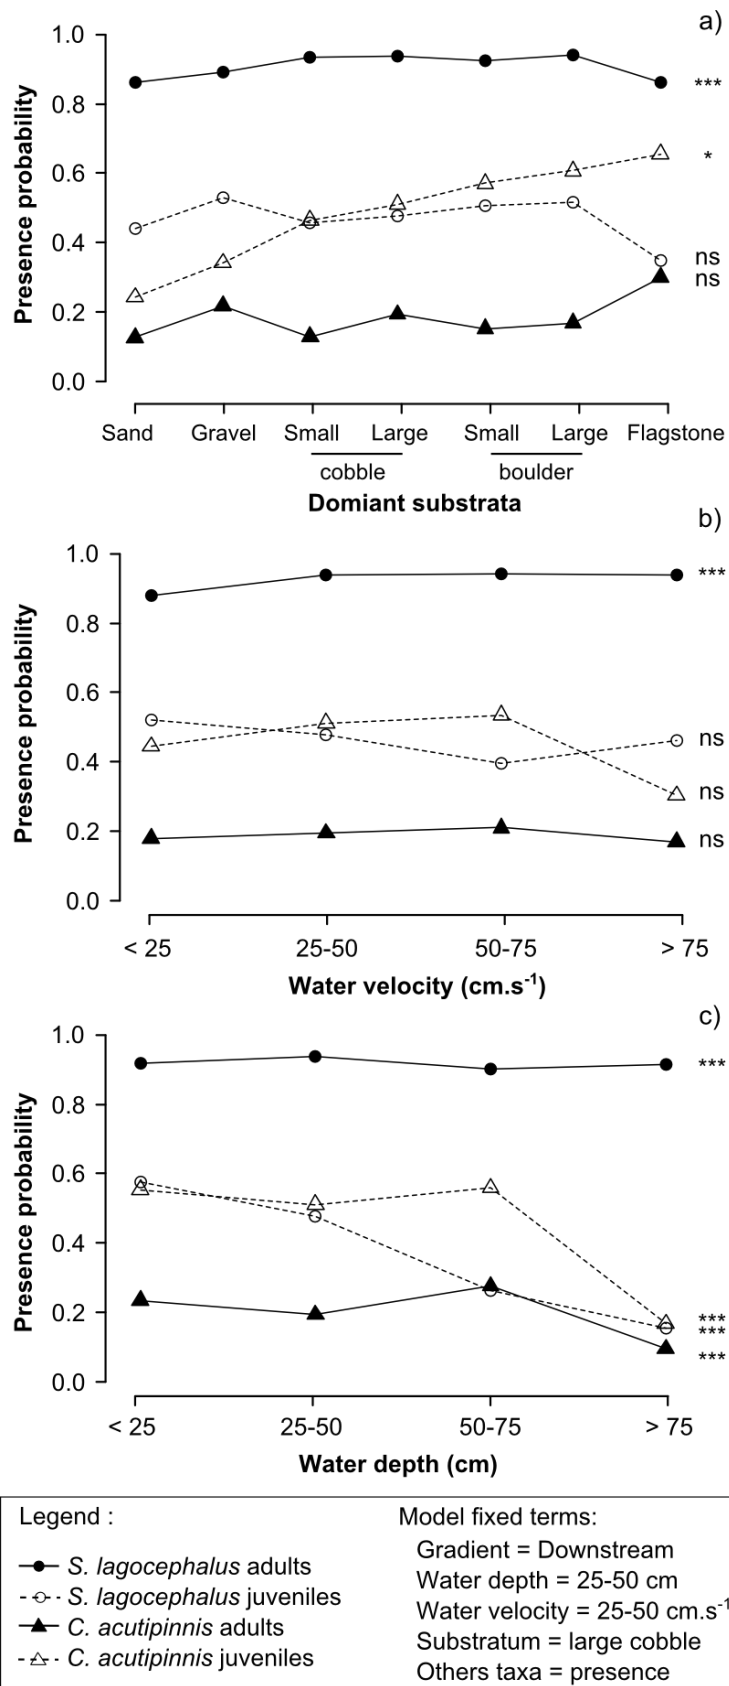 a)
1.0
0.8
0.6
0.4
0.2
0.0
Presence probability
***
*
ns
ns
Sand Gravel Small Large Small Large Flagstone
cobble boulder
Domiant substrata
b)
1.0
0.8
0.6
0.4
0.2
0.0
Presence probability
***
ns
ns
ns
< 25 25-50 50-75 > 75
Water velocity (cm.s⁻¹)
c)
1.0
0.8
0.6
0.4
0.2
0.0
Presence probability
***
***
***
***
< 25 25-50 50-75 > 75
Water depth (cm)
Legend :
S. lagocephalus adults
S. lagocephalus juveniles
C. acutipinnis adults
C. acutipinnis juveniles
Model fixed terms:
Gradient = Downstream
Water depth = 25-50 cm
Water velocity = 25-50 cm.s⁻¹
Substratum = large cobble
Others taxa = presence